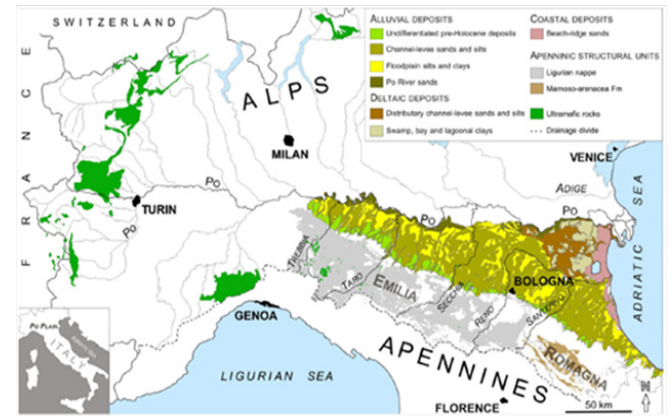 SWITZERLAND
FRANCE
ALPS
MILAN
TURIN
Po
Po
GENOA
LIGURIAN SEA
APENNINES
FLORENCE
EMILIA
ROMAGNA
BOLOGNA
TREBBIA
TARO
SECCHIA
RENO
SANTERNO
Po
Po
ADIGE
VENICE
ADRIATIC SEA
50 km
N
PO PLAIN
ITALY
ALLUVIAL DEPOSITS
Undifferentiated pre-Holocene deposits
Channel-levee sands and silts
Floodplain silts and clays
Po River sands
DELTAIC DEPOSITS
Distributary channel-levee sands and silts
Swamp, bay and lagoonal clays
COASTAL DEPOSITS
Beach-ridge sands
APENNINIC STRUCTURAL UNITS
Ligurian nappe
Marnoso-arenacea Fm
Ultramafic rocks
Drainage divide